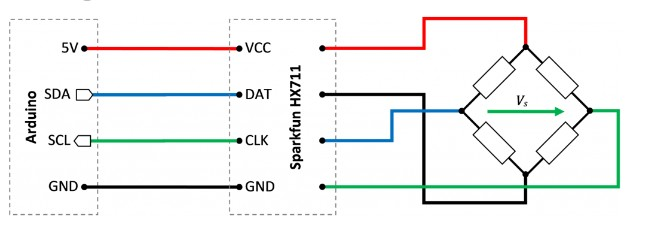 5V
VCC
SDA
DAT
SCL
CLK
GND
GND
Arduino
Sparkfun HX711
Vs